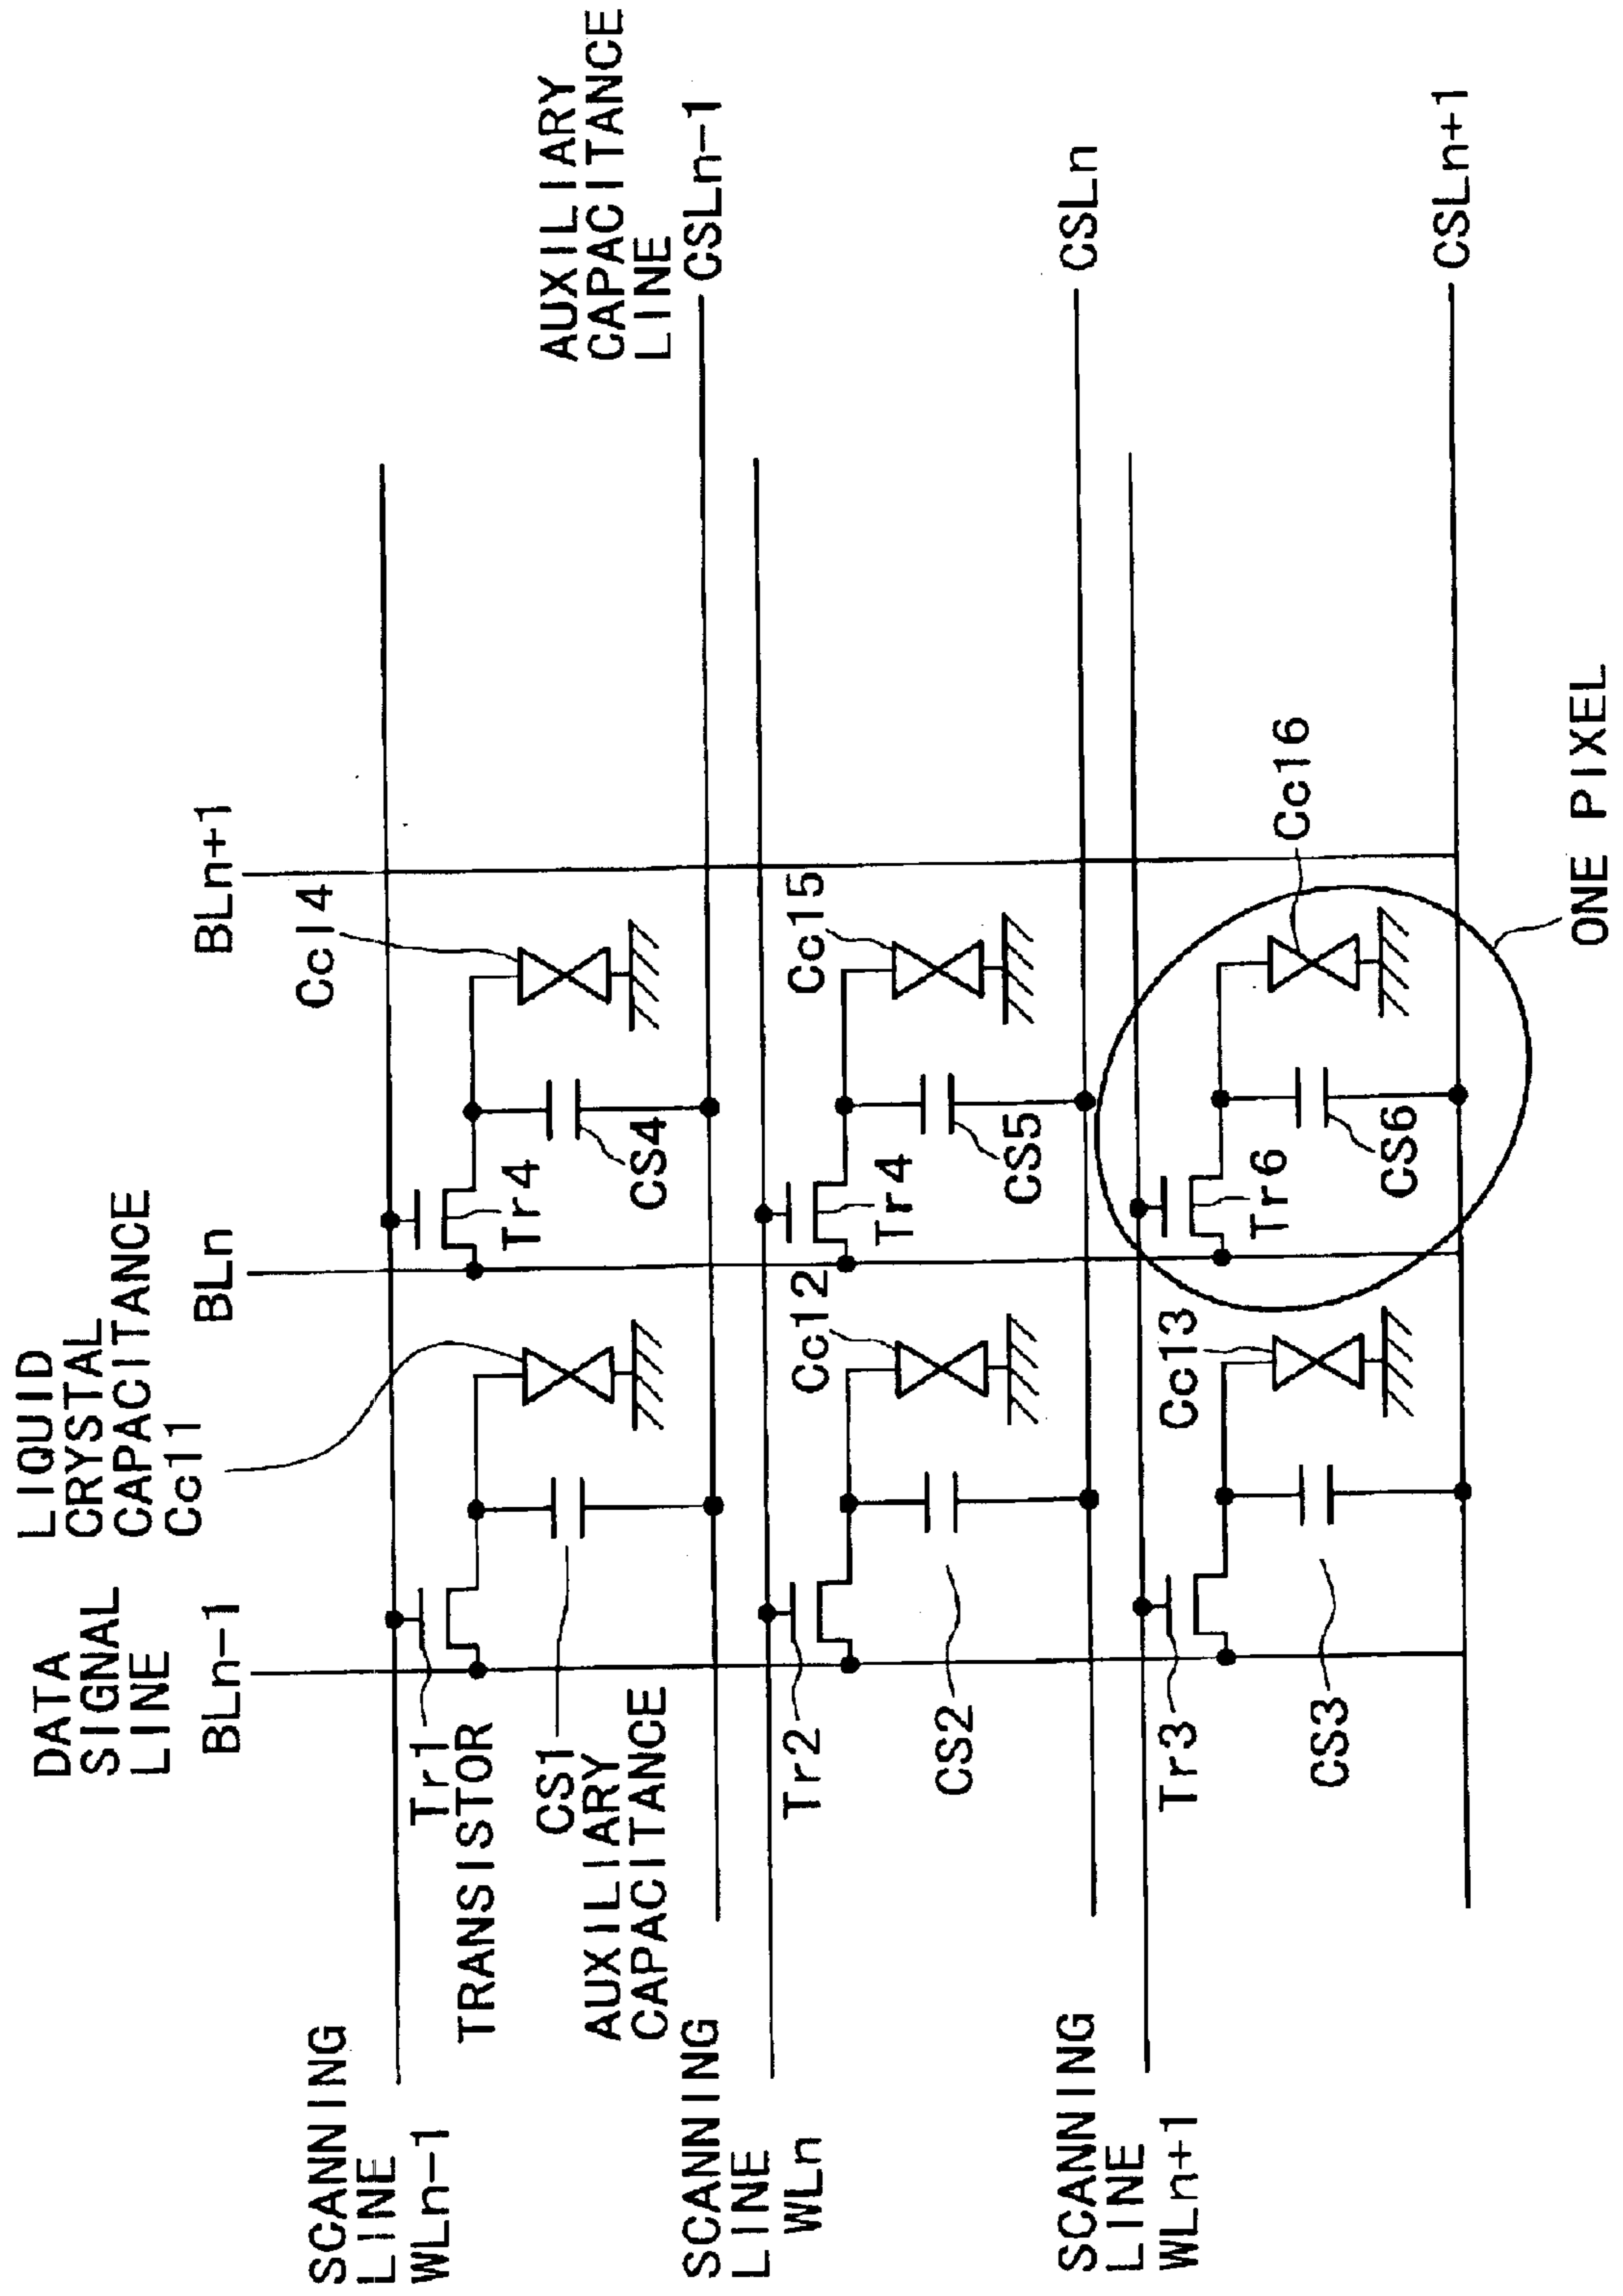 DATA
SIGNAL
LINE
BLn-1
LIQUID
CRYSTAL
CAPACITANCE
Cc11
BLn
BLn+1
SCANNING
LINE
WLn-1
Tr1
TRANSISTOR
CS1
AUXILIARY
CAPACITANCE
Tr4
CS4
Cc14
AUXILIARY
CAPACITANCE
LINE
CSLn-1
SCANNING
LINE
WLn
Tr2
CS2
Cc12
Tr4
CS5
Cc15
CSLn
SCANNING
LINE
WLn+1
Tr3
CS3
Cc13
Tr6
CS6
Cc16
CSLn+1
ONE PIXEL